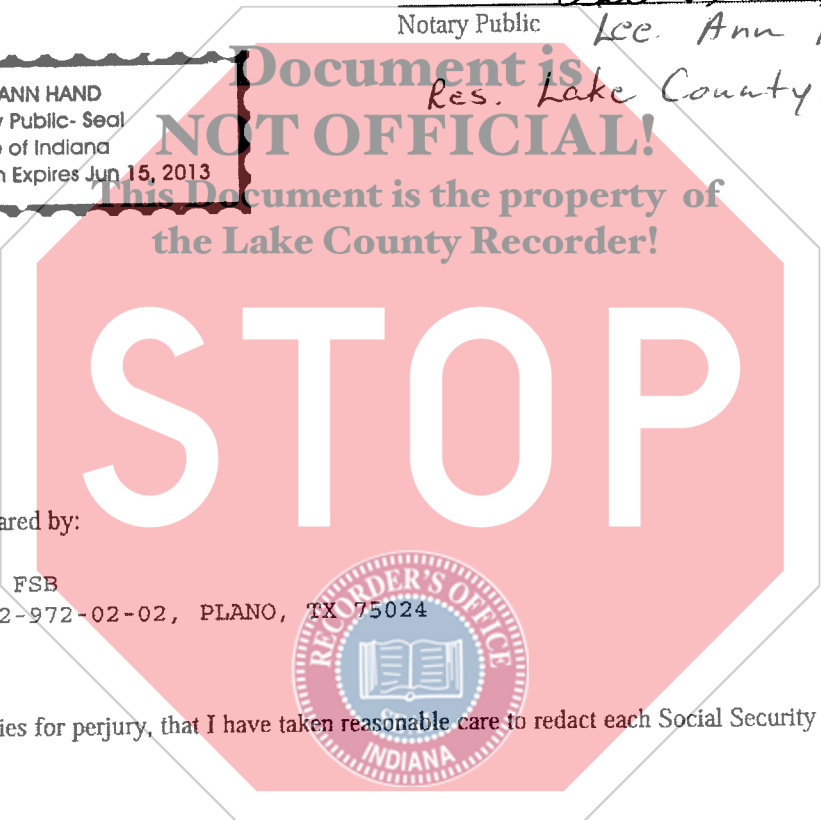 Notary Public
Lee. Ann
Document is
ANN HAND
Res. Lake County
Public- Seal
NOT OFFICIAL!
of Indiana
Expires Jun 15, 2013
This Document is the property of
the Lake County Recorder!
STOP
ared by:
FSB
2-972-02-02, PLANO, TX 75024
RECORDER'S OFFICE
ies for perjury, that I have taken reasonable care to redact each Social Security
INDIANA